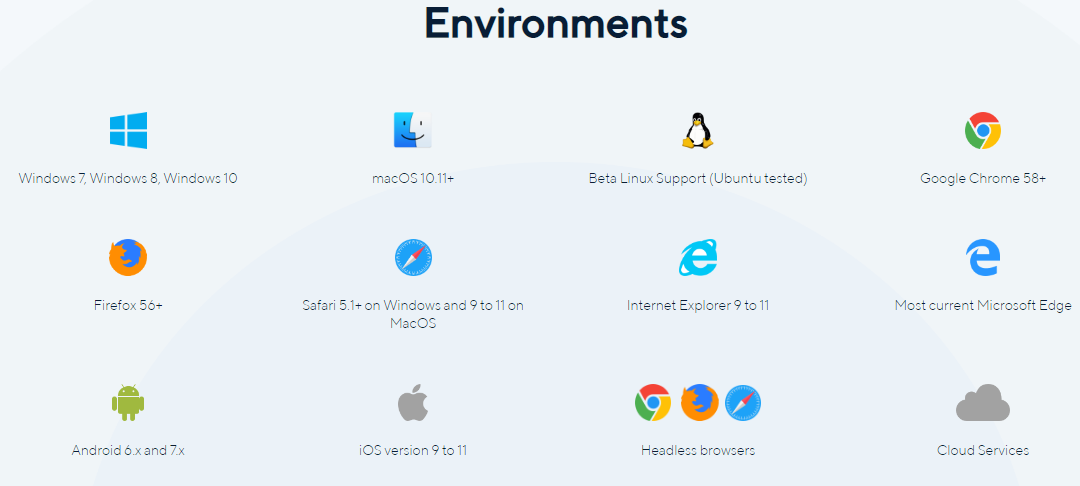 Environments
Windows 7, Windows 8, Windows 10
macOS 10.11+
Beta Linux Support (Ubuntu tested)
Google Chrome 58+
Firefox 56+
Safari 5.1+ on Windows and 9 to 11 on
MacOS
Internet Explorer 9 to 11
Most current Microsoft Edge
Android 6.x and 7.x
iOS version 9 to 11
Headless browsers
Cloud Services